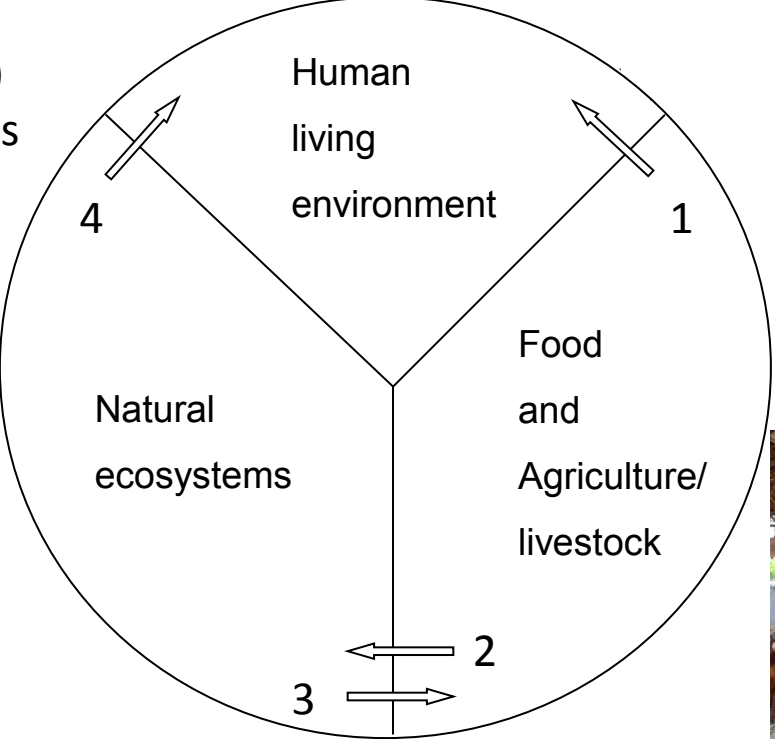 )
s
Human
living
environment
4
1
Food
and
Agriculture/
livestock
Natural
ecosystems
2
3